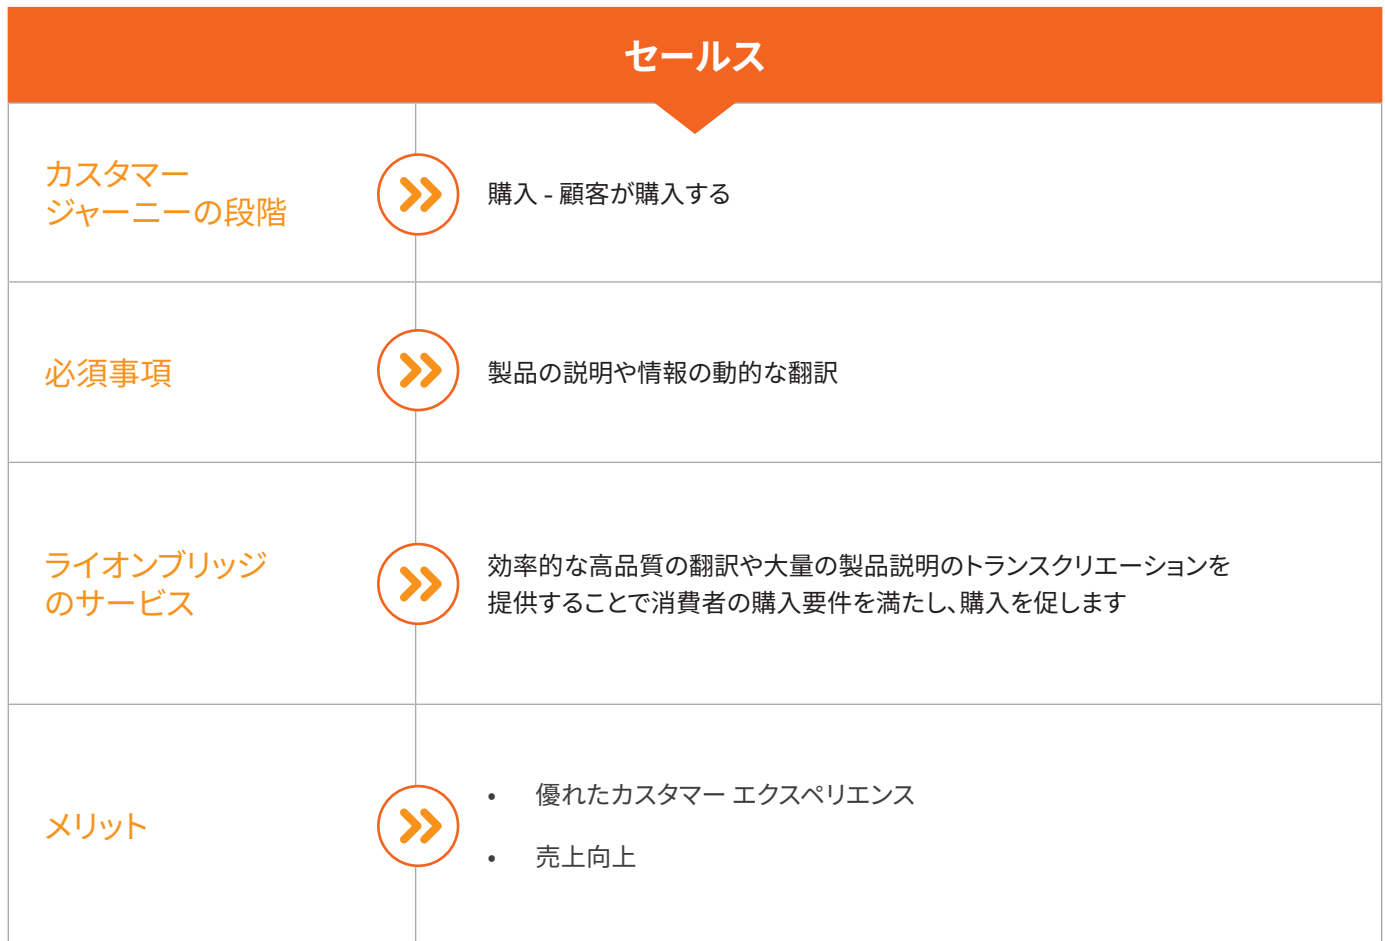 セールス
カスタマー
ジャーニーの段階
購入 - 顧客が購入する
必須事項
製品の説明や情報の動的な翻訳
ライオンブリッジ
のサービス
効率的な高品質の翻訳や大量の製品説明のトランスクリエーションを
提供することで消費者の購入要件を満たし、購入を促します
メリット
• 優れたカスタマー エクスペリエンス
• 売上向上